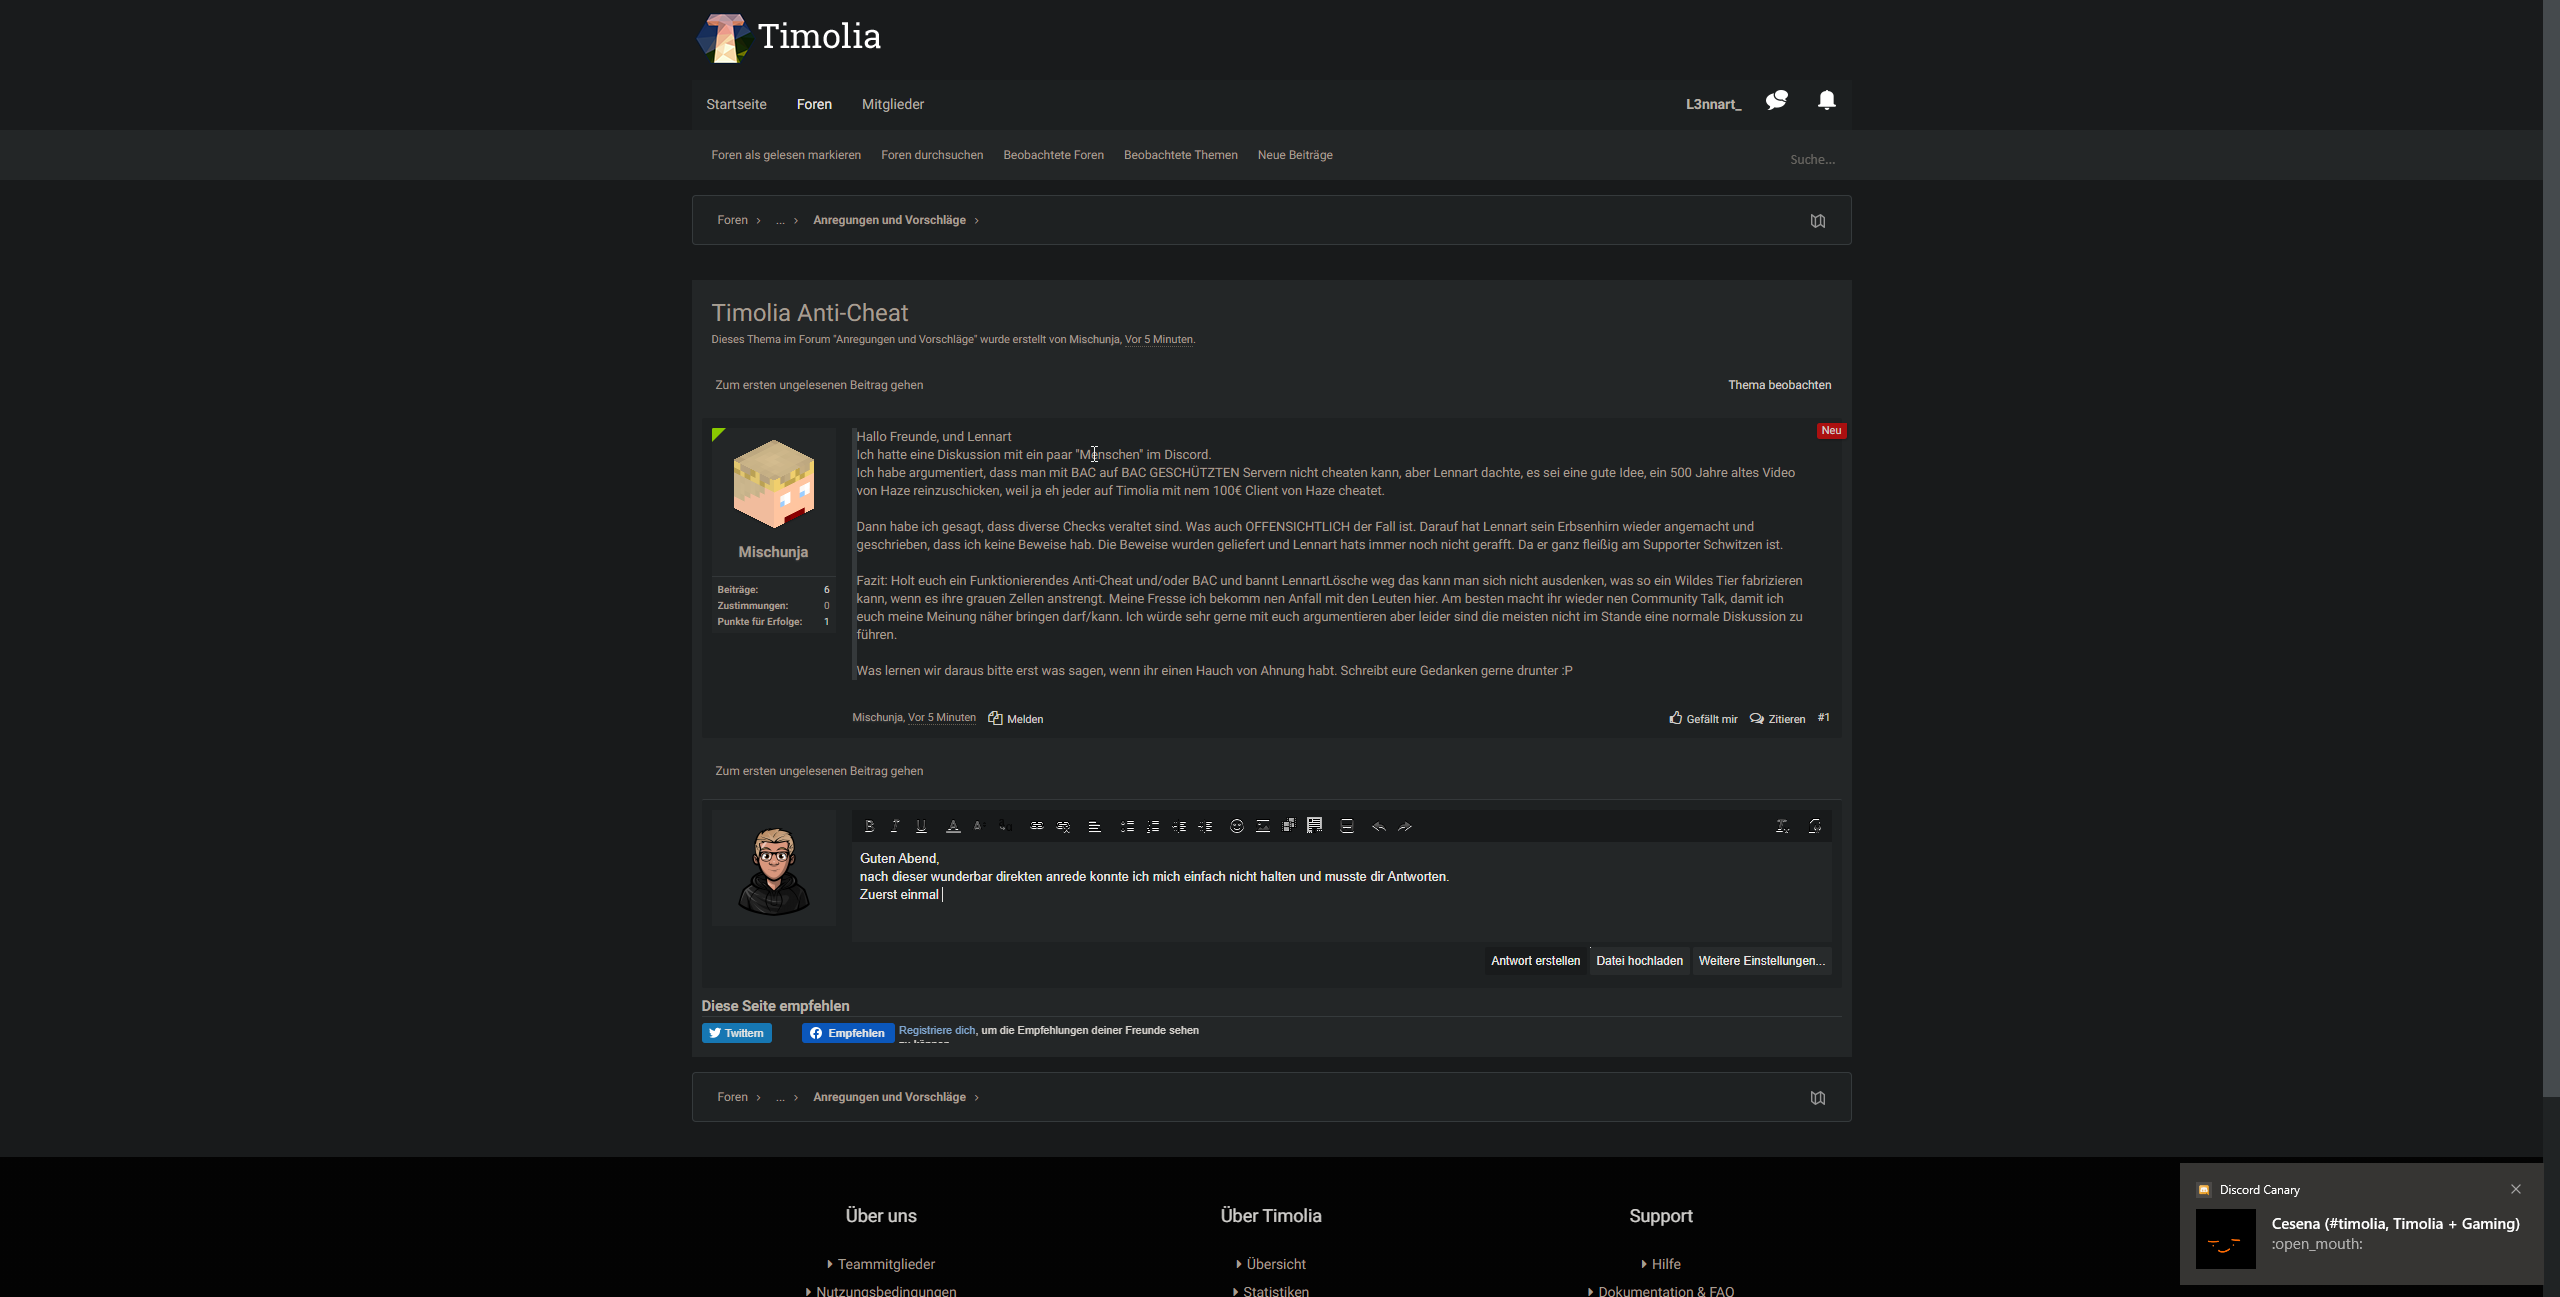 Timolia
Startseite Foren Mitglieder L3nnart_
Foren als gelesen markieren Foren durchsuchen Beobachtete Foren Beobachtete Themen Neue Beiträge Suche...
Foren › ... › Anregungen und Vorschläge ›
Timolia Anti-Cheat
Dieses Thema im Forum "Anregungen und Vorschläge" wurde erstellt von Mischunja, Vor 5 Minuten.
Zum ersten ungelesenen Beitrag gehen Thema beobachten
Neu
Hallo Freunde, und Lennart
Ich hatte eine Diskussion mit ein paar "Menschen" im Discord.
Ich habe argumentiert, dass man mit BAC auf BAC GESCHÜTZTEN Servern nicht cheaten kann, aber Lennart dachte, es sei eine gute Idee, ein 500 Jahre altes Video
von Haze reinzuschicken, weil ja eh jeder auf Timolia mit nem 100€ Client von Haze cheatet.
Dann habe ich gesagt, dass diverse Checks veraltet sind. Was auch OFFENSICHTLICH der Fall ist. Darauf hat Lennart sein Erbsenhirn wieder angemacht und
geschrieben, dass ich keine Beweise hab. Die Beweise wurden geliefert und Lennart hats immer noch nicht gerafft. Da er ganz fleißig am Supporter Schwitzen ist.
Fazit: Holt euch ein Funktionierendes Anti-Cheat und/oder BAC und bannt LennartLösche weg das kann man sich nicht ausdenken, was so ein Wildes Tier fabrizieren
kann, wenn es ihre grauen Zellen anstrengt. Meine Fresse ich bekomm nen Anfall mit den Leuten hier. Am besten macht ihr wieder nen Community Talk, damit ich
euch meine Meinung näher bringen darf/kann. Ich würde sehr gerne mit euch argumentieren aber leider sind die meisten nicht im Stande eine normale Diskussion zu
führen.
Was lernen wir daraus bitte erst was sagen, wenn ihr einen Hauch von Ahnung habt. Schreibt eure Gedanken gerne drunter :P
Mischunja
Beiträge: 6
Zustimmungen: 0
Punkte für Erfolge: 1
Mischunja, Vor 5 Minuten Melden Gefällt mir Zitieren #1
Zum ersten ungelesenen Beitrag gehen
Guten Abend,
nach dieser wunderbar direkten anrede konnte ich mich einfach nicht halten und musste dir Antworten.
Zuerst einmal
Antwort erstellen Datei hochladen Weitere Einstellungen...
Diese Seite empfehlen
Twittern Empfehlen Registriere dich, um die Empfehlungen deiner Freunde sehen
Foren › ... › Anregungen und Vorschläge ›
Über uns Über Timolia Support
Teammitglieder Übersicht Hilfe
Nutzungsbedingungen Statistiken Dokumentation & FAQ
Discord Canary
Cesena (#timolia, Timolia + Gaming)
:open_mouth: